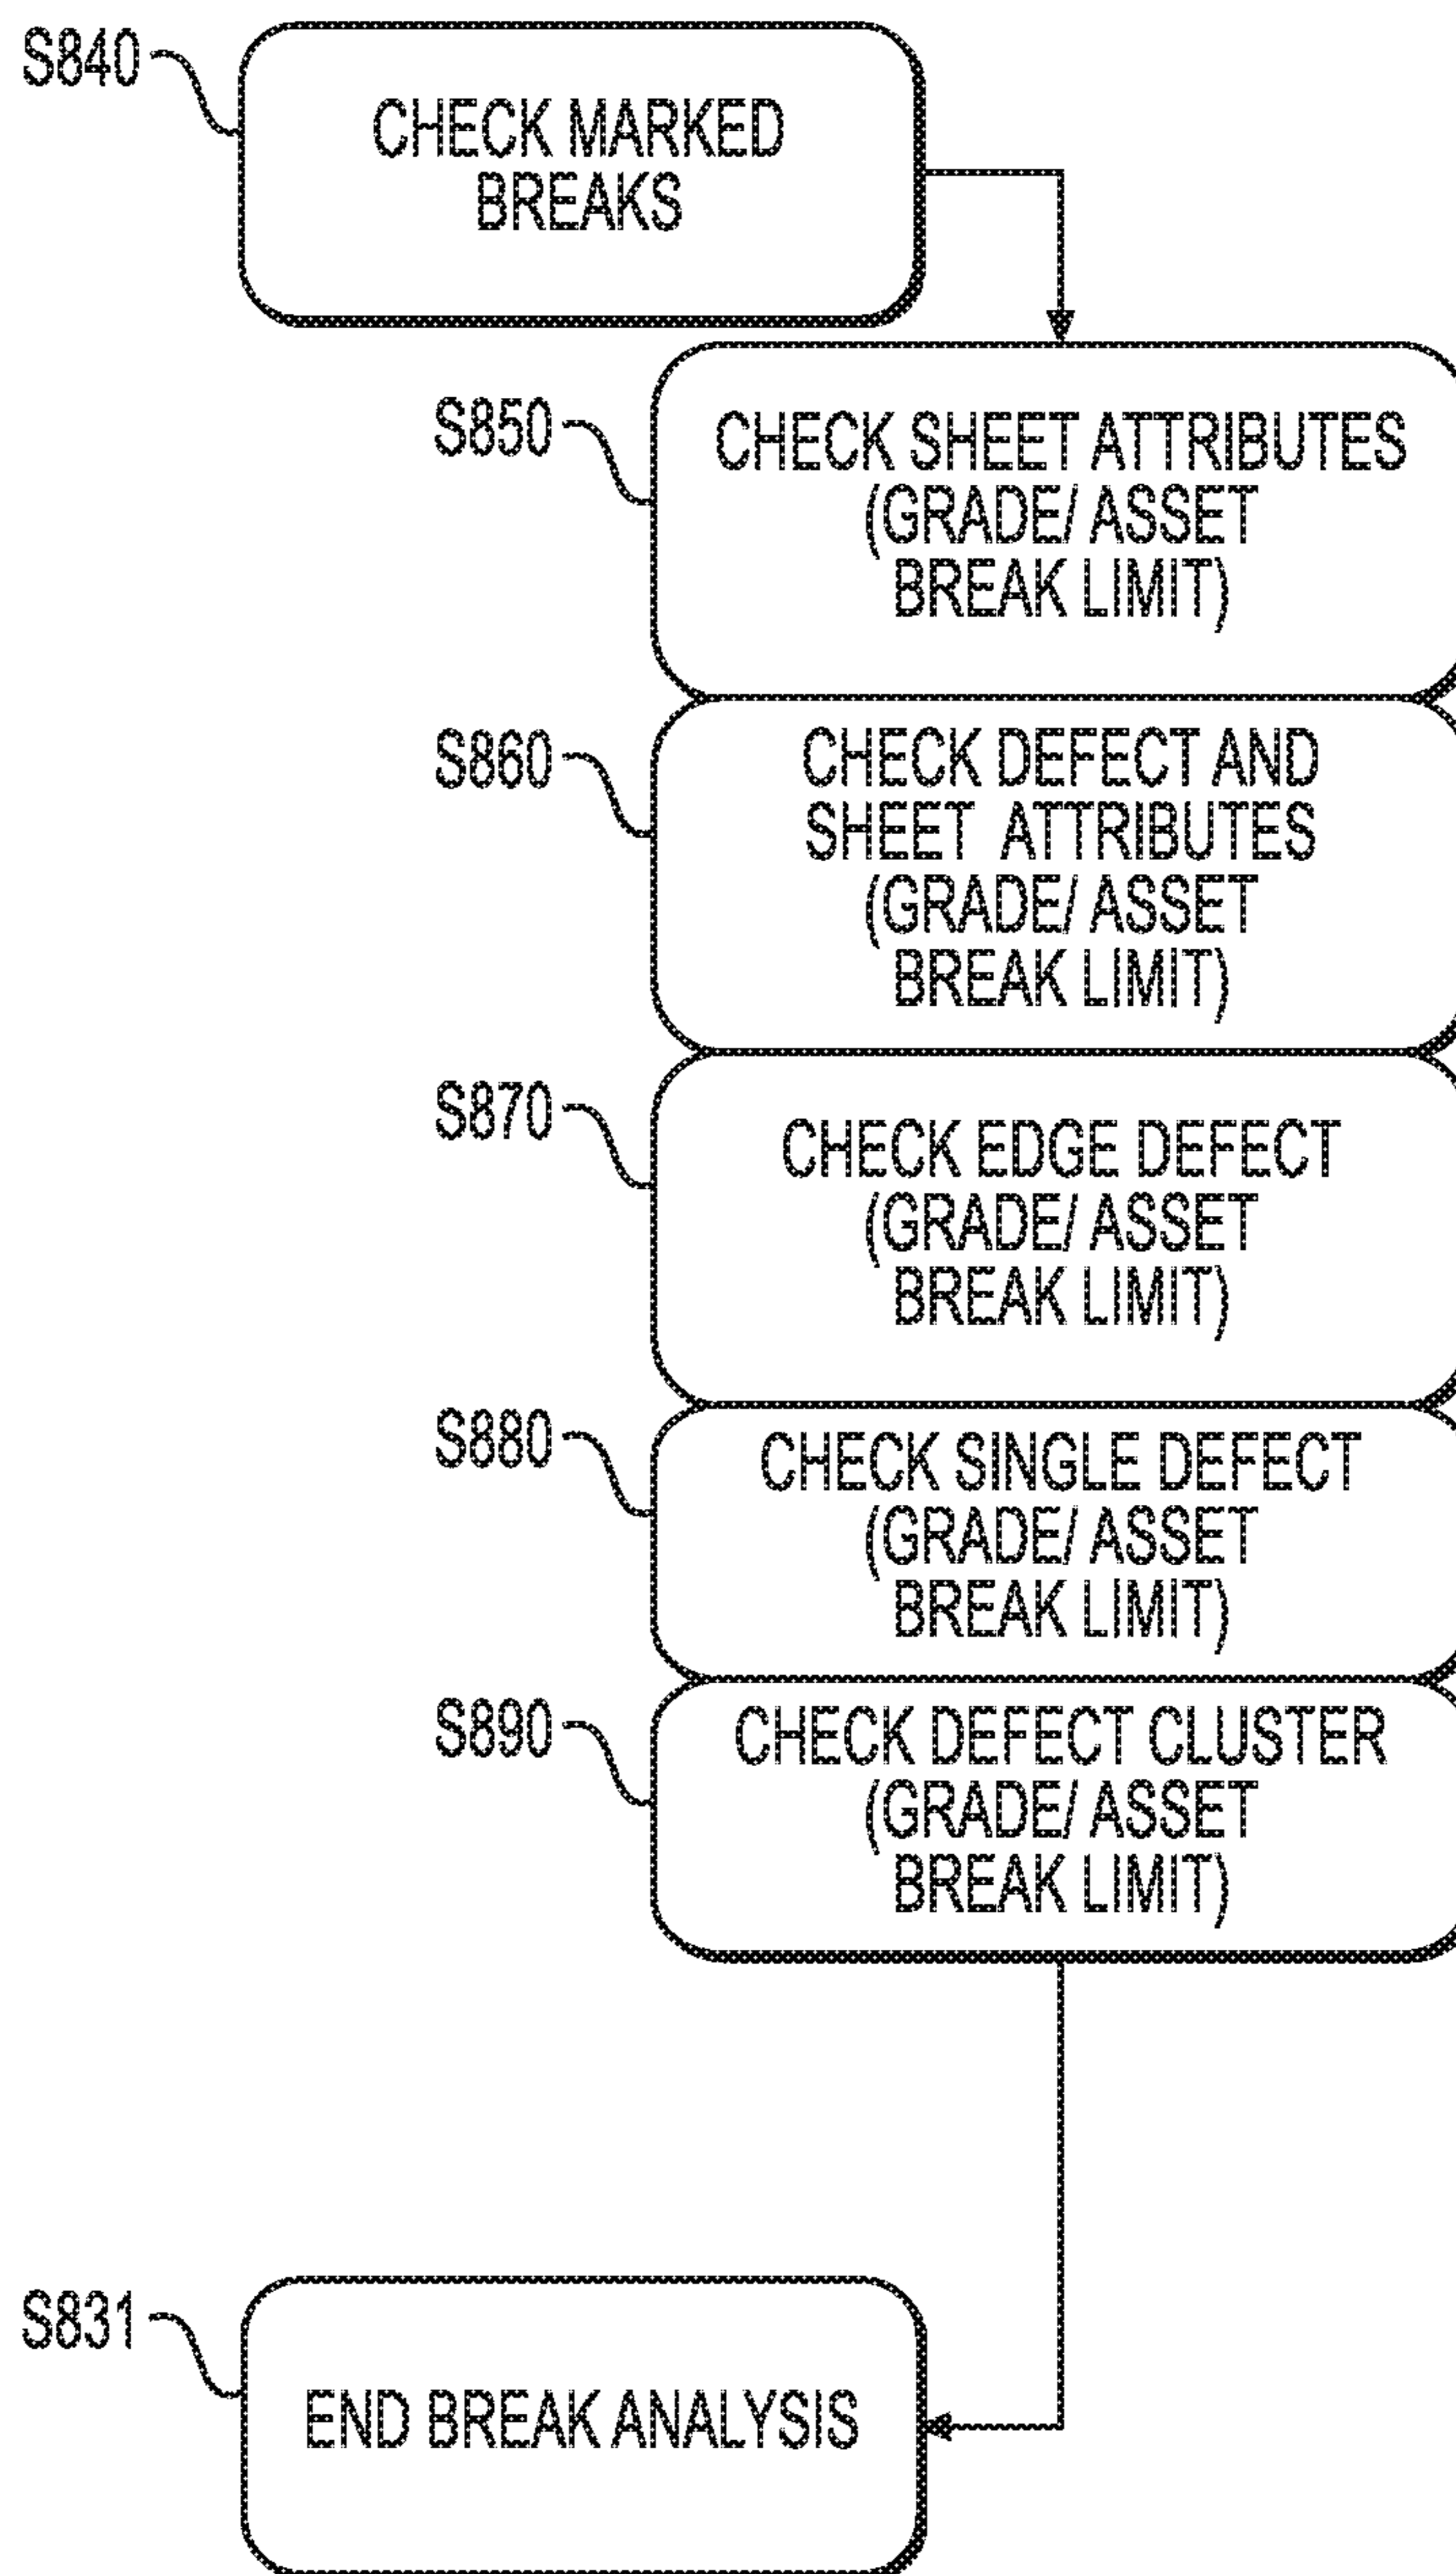 S840
CHECK MARKED
BREAKS
S850
CHECK SHEET ATTRIBUTES
(GRADE/ ASSET
BREAK LIMIT)
S860
CHECK DEFECT AND
SHEET ATTRIBUTES
(GRADE/ ASSET
BREAK LIMIT)
S870
CHECK EDGE DEFECT
(GRADE/ ASSET
BREAK LIMIT)
S880
CHECK SINGLE DEFECT
(GRADE/ ASSET
BREAK LIMIT)
S890
CHECK DEFECT CLUSTER
(GRADE/ ASSET
BREAK LIMIT)
S831
END BREAK ANALYSIS